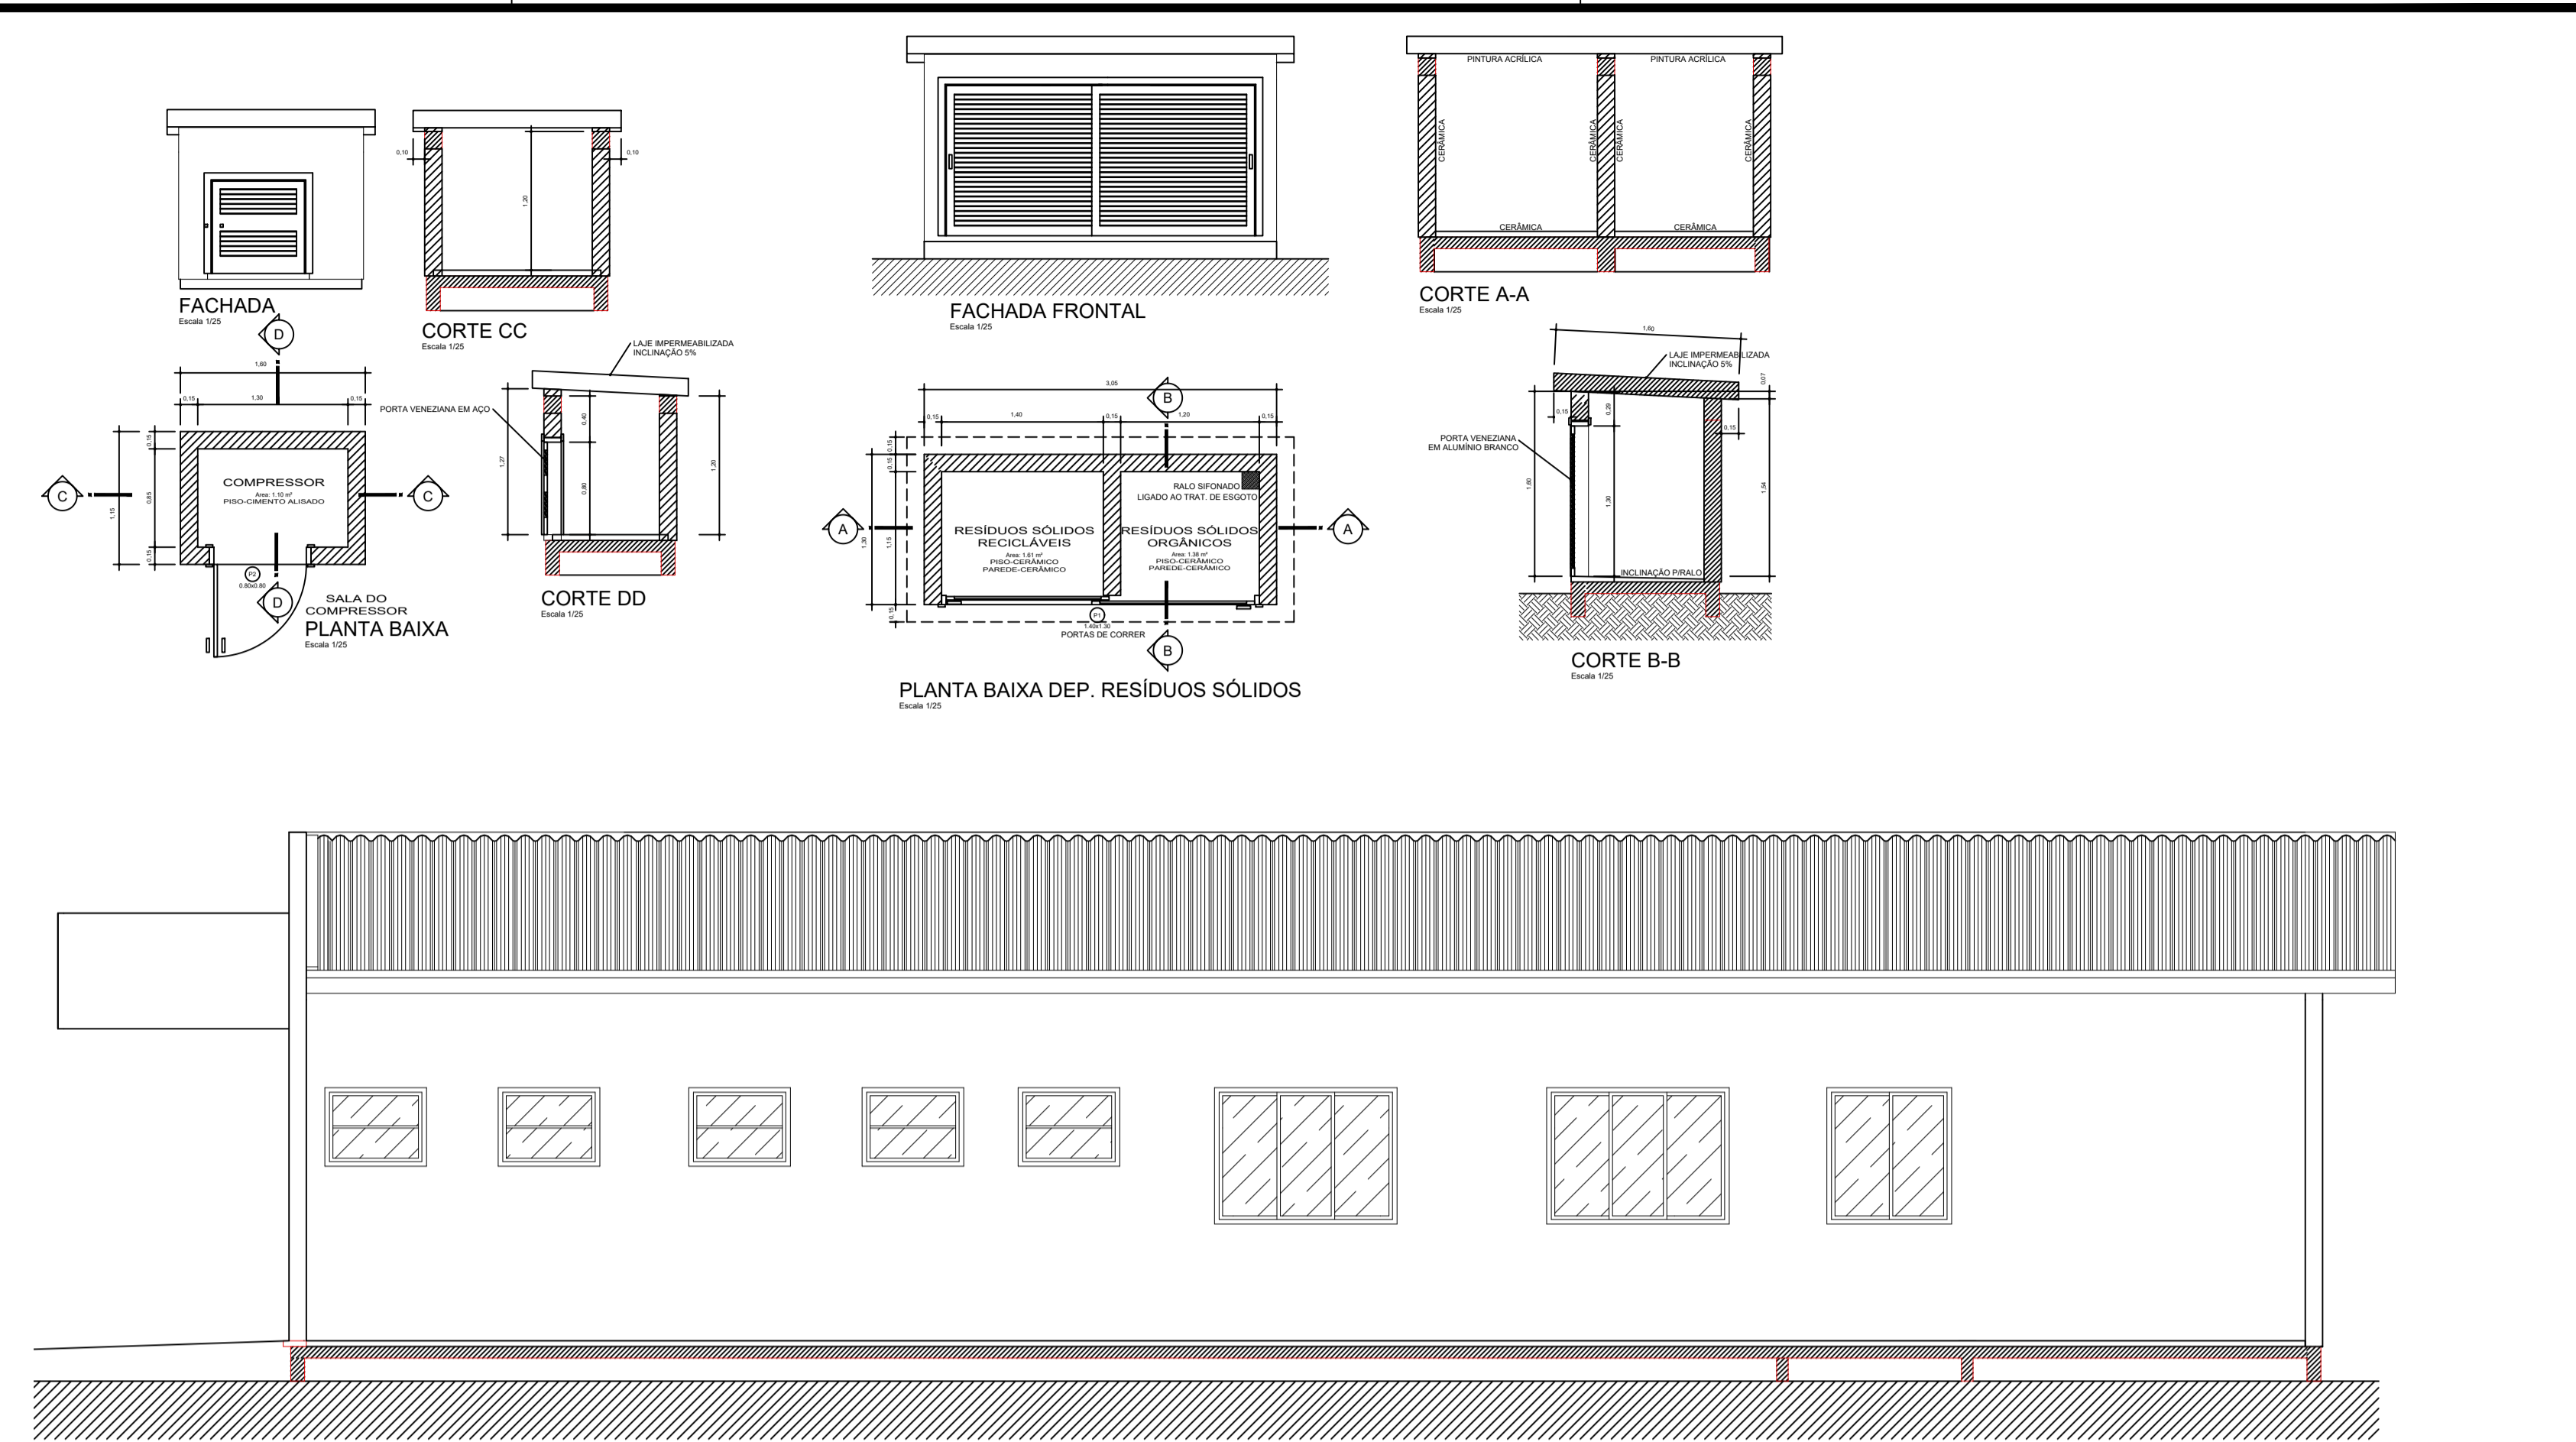 FACHADA
Escala 1/25
0,10
0,10
1.20
CORTE CC
Escala 1/25
FACHADA FRONTAL
Escala 1/25
PINTURA ACRÍLICA
PINTURA ACRÍLICA
CERÂMICA
CERÂMICA
CERÂMICA
CERÂMICA
CERÂMICA
CERÂMICA
CORTE A-A
Escala 1/25
D
1,60
0,15
1,30
0,15
0,15
0,85
0,15
1,15
C
C
COMPRESSOR
Area: 1.10 m²
PISO-CIMENTO ALISADO
P2
0.80x0.80
D
SALA DO
COMPRESSOR
PLANTA BAIXA
Escala 1/25
LAJE IMPERMEABILIZADA
INCLINAÇÃO 5%
PORTA VENEZIANA EM AÇO
1,27
0,40
0,80
1,20
CORTE DD
Escala 1/25
3,05
B
0,15
1,40
0,15
1,20
0,15
0,15
0,15
1,30
1,15
0,15
A
A
RALO SIFONADO
LIGADO AO TRAT. DE ESGOTO
RESÍDUOS SÓLIDOS
RECICLÁVEIS
Area: 1.61 m²
PISO-CERÂMICO
PAREDE-CERÂMICO
RESÍDUOS SÓLIDOS
ORGÂNICOS
Area: 1.38 m²
PISO-CERÂMICO
PAREDE-CERÂMICO
P1
1.40x1.30
PORTAS DE CORRER
B
PLANTA BAIXA DEP. RESÍDUOS SÓLIDOS
Escala 1/25
1,60
LAJE IMPERMEABILIZADA
INCLINAÇÃO 5%
0,07
0,15
0,29
0,15
PORTA VENEZIANA
EM ALUMÍNIO BRANCO
1,60
1,30
1,54
INCLINAÇÃO P/RALO
CORTE B-B
Escala 1/25